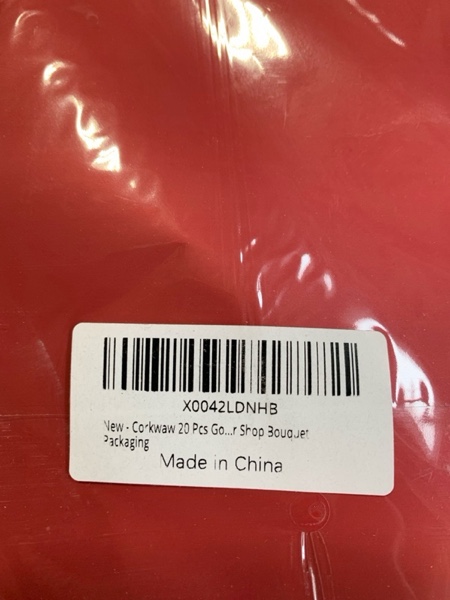 X0042LDNHB
New - Corkwaw 20 Pcs Go...r Shop Bouquet
Packaging
Made in China